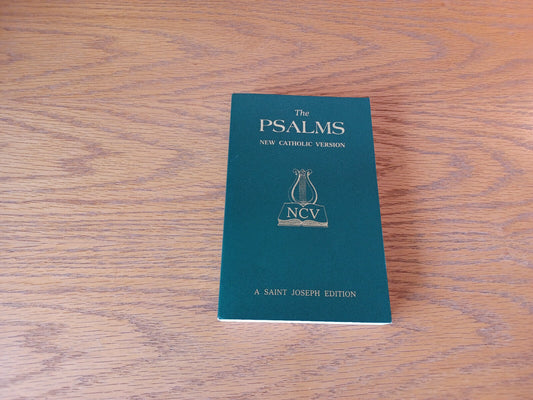 The
PSALMS
NEW CATHOLIC VERSION
NCV
A SAINT JOSEPH EDITION